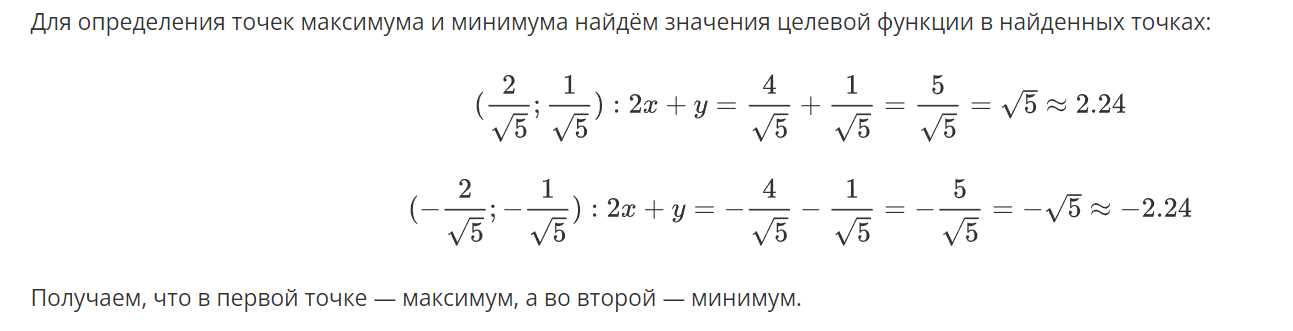 Для определения точек максимума и минимума найдём значения целевой функции в найденных точках:
(2/√5; 1/√5) : 2x + y = 4/√5 + 1/√5 = 5/√5 = √5 ≈ 2.24
(−2/√5; −1/√5) : 2x + y = −4/√5 − 1/√5 = −5/√5 = −√5 ≈ −2.24
Получаем, что в первой точке — максимум, а во второй — минимум.